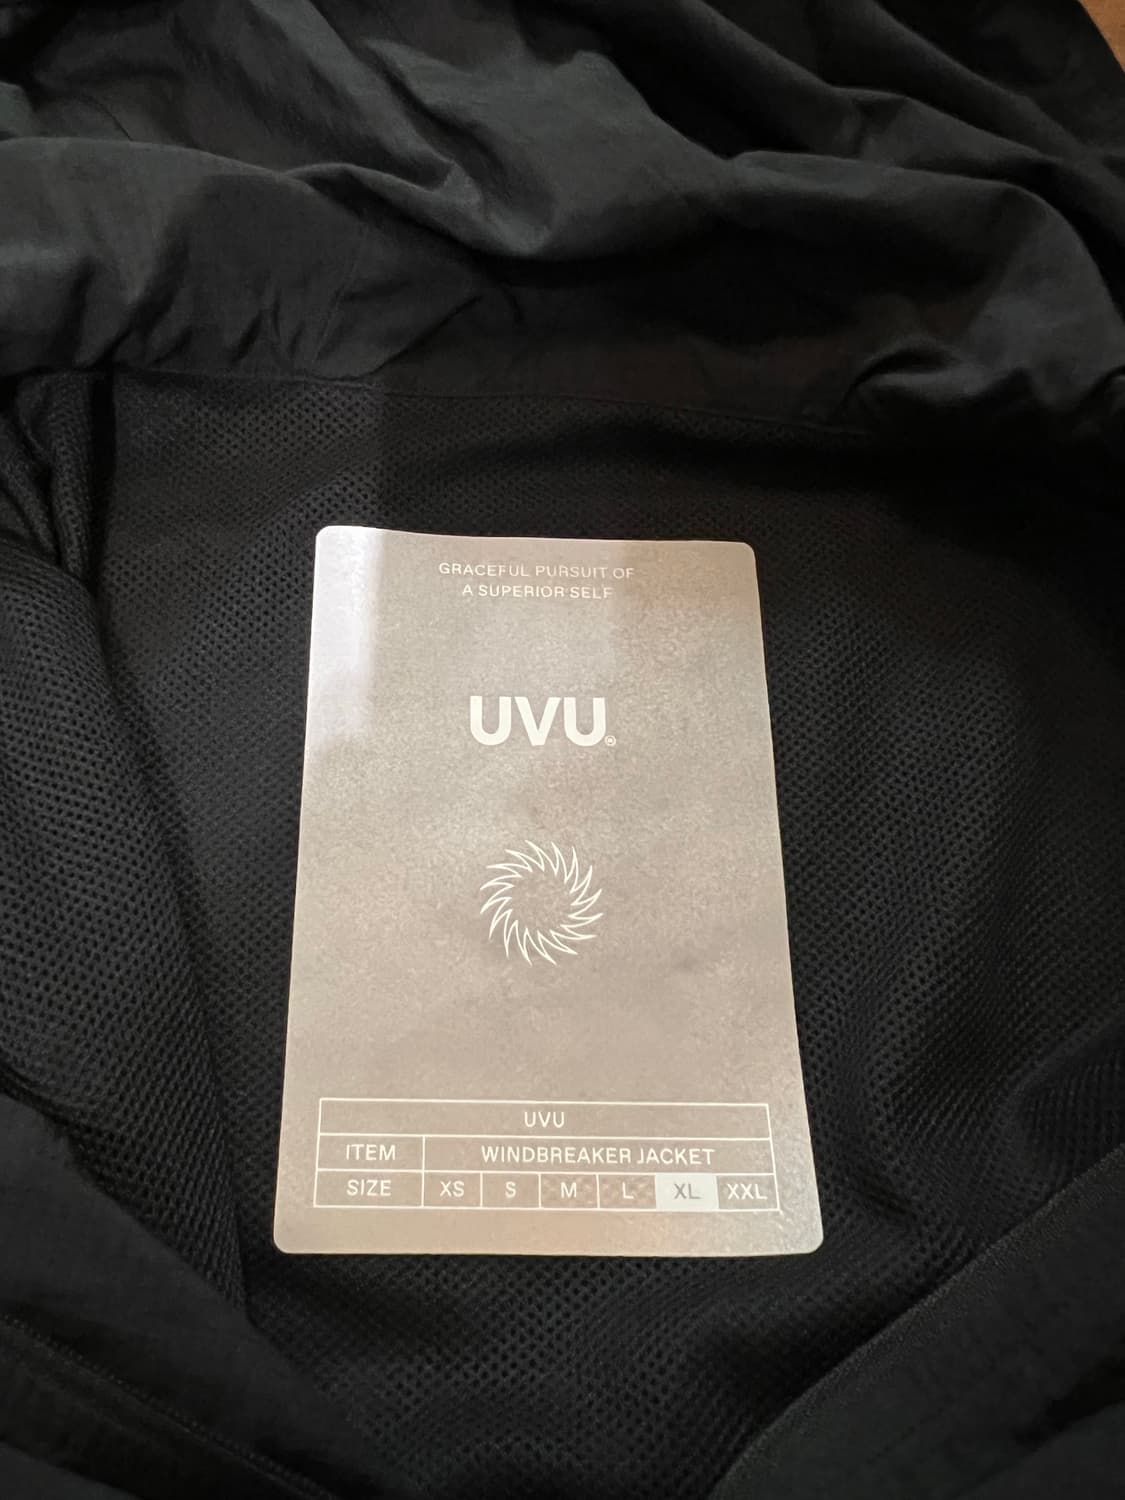 GRACEFUL PURSUIT OF
A SUPERIOR SELF
UVU®
UVU
ITEM WINDBREAKER JACKET
SIZE XS S M L XL XXL